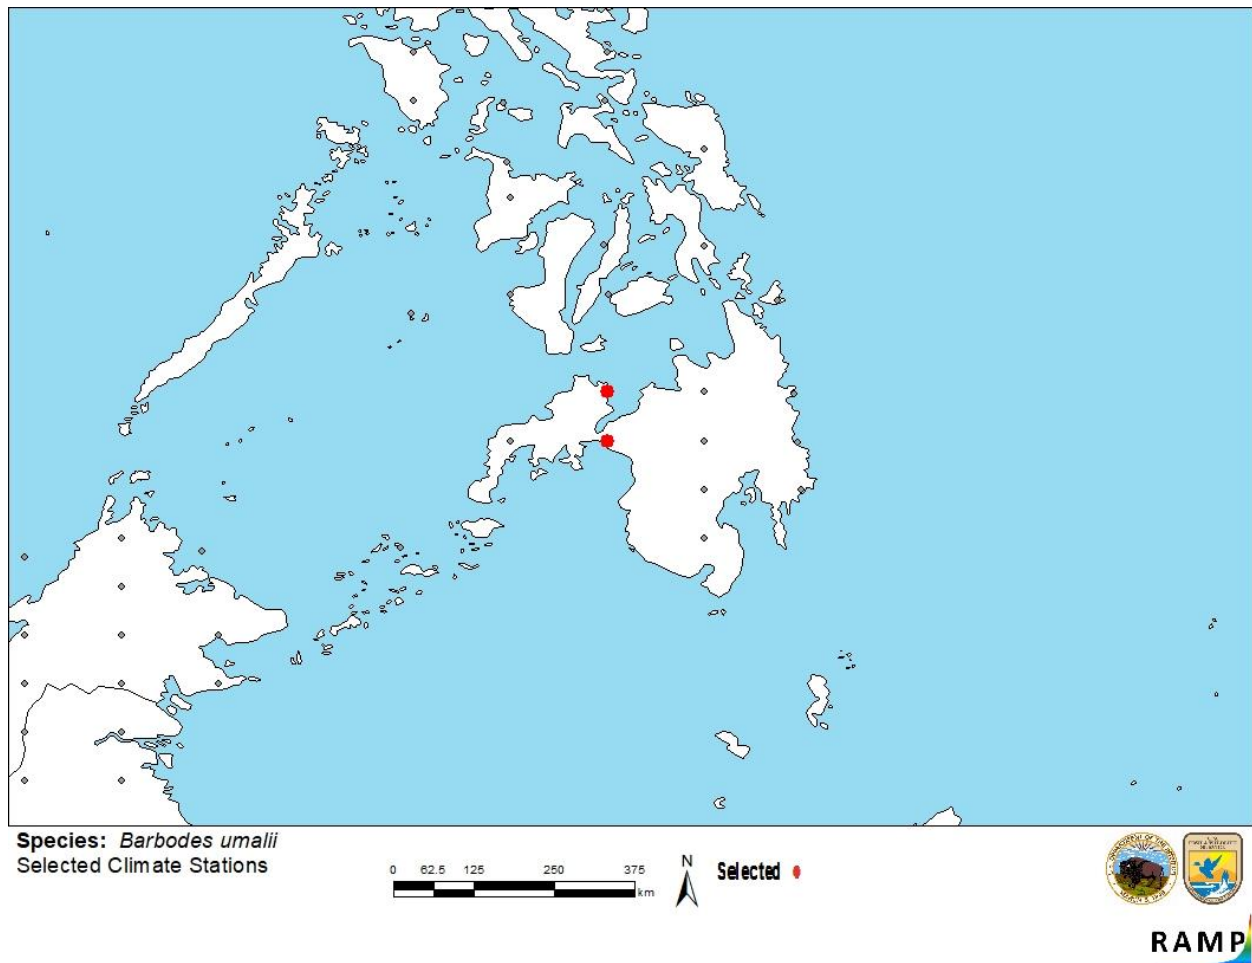 Species: Barbodes umalii
Selected Climate Stations
0 62.5 125 250 375
km
N
Selected
RAMP